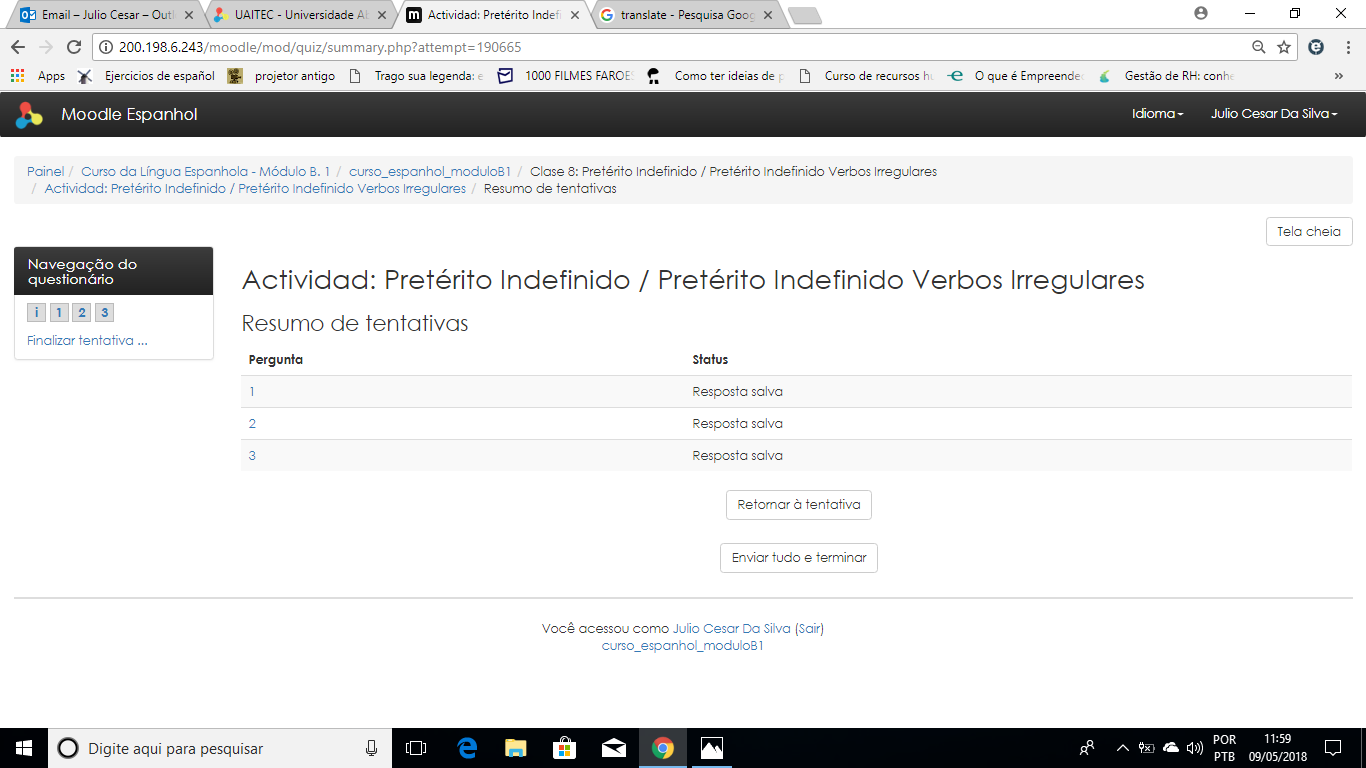 Email – Julio Cesar – Outl
UAITEC - Universidade Ab
Actividad: Pretérito Indefi
translate - Pesquisa Goog
200.198.6.243/moodle/mod/quiz/summary.php?attempt=190665
Apps
Ejercicios de español
projetor antigo
Trago sua legenda: e
1000 FILMES FAROES
Como ter ideias de p
Curso de recursos hu
O que é Empreended
Gestão de RH: conhe
»
Moodle Espanhol
Idioma
Julio Cesar Da Silva
Painel / Curso da Língua Espanhola - Módulo B. 1 / curso_espanhol_moduloB1 / Clase 8: Pretérito Indefinido / Pretérito Indefinido Verbos Irregulares
/ Actividad: Pretérito Indefinido / Pretérito Indefinido Verbos Irregulares / Resumo de tentativas
Tela cheia
Navegação do
questionário
i 1 2 3
Finalizar tentativa ...
Actividad: Pretérito Indefinido / Pretérito Indefinido Verbos Irregulares
Resumo de tentativas
Pergunta Status
1 Resposta salva
2 Resposta salva
3 Resposta salva
Retornar à tentativa
Enviar tudo e terminar
Você acessou como Julio Cesar Da Silva (Sair)
curso_espanhol_moduloB1
Digite aqui para pesquisar
POR
PTB
11:59
09/05/2018